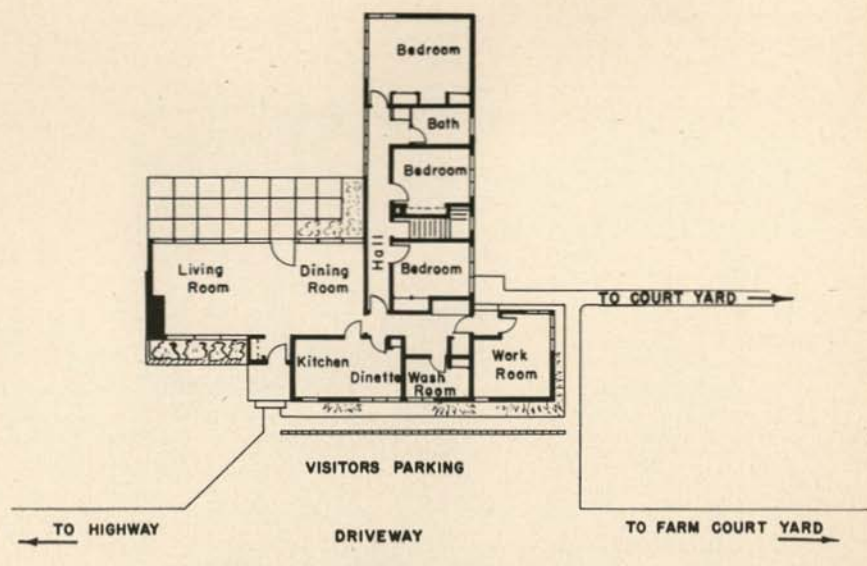 Bedroom
Bath
Bedroom
Hall
Bedroom
Living
Room
Dining
Room
TO COURT YARD
Kitchen
Dinette
Wash
Room
Work
Room
VISITORS PARKING
TO HIGHWAY
DRIVEWAY
TO FARM COURT YARD